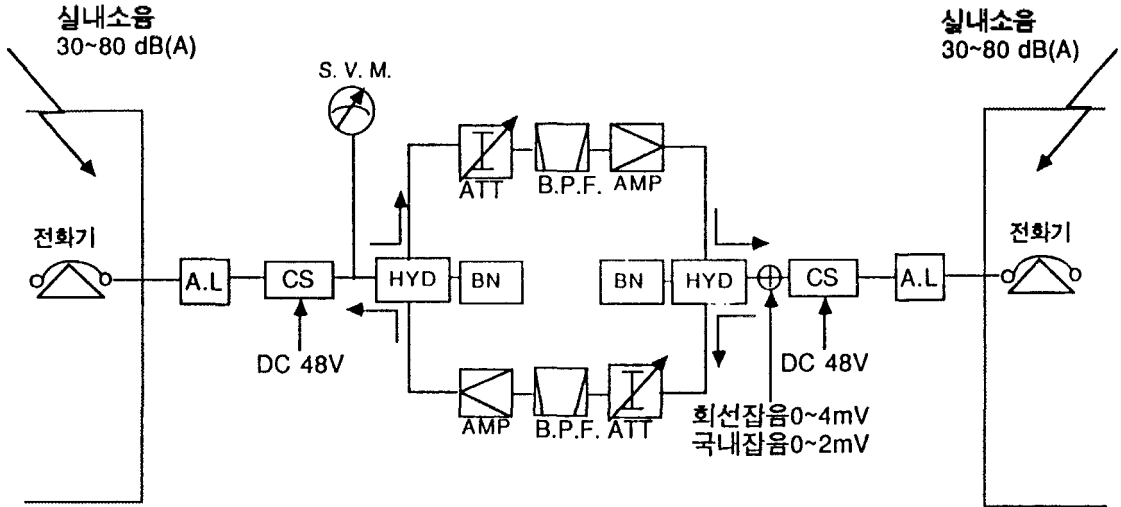 실내소음
30~80 dB(A)
실내소음
30~80 dB(A)
S. V. M.
ATT
B.P.F.
AMP
전화기
전화기
A.L
CS
HYD
BN
BN
HYD
CS
A.L
DC 48V
DC 48V
AMP
B.P.F.
ATT
회선잡음0~4mV
국내잡음0~2mV